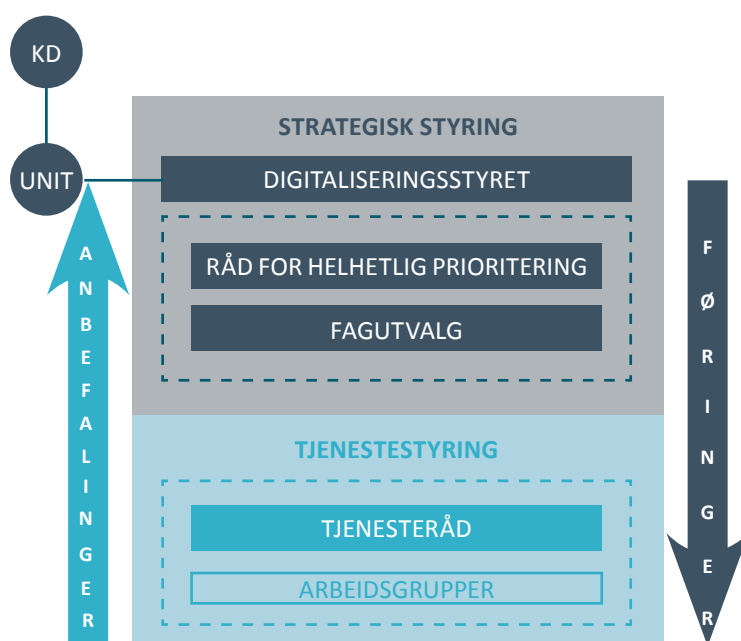 KD
UNIT
STRATEGISK STYRING
DIGITALISERINGSSTYRET
RÅD FOR HELHETLIG PRIORITERING
FAGUTVALG
TJENESTESTYRING
TJENESTERÅD
ARBEIDSGRUPPER
ANBEFALINGER
FØRINGER